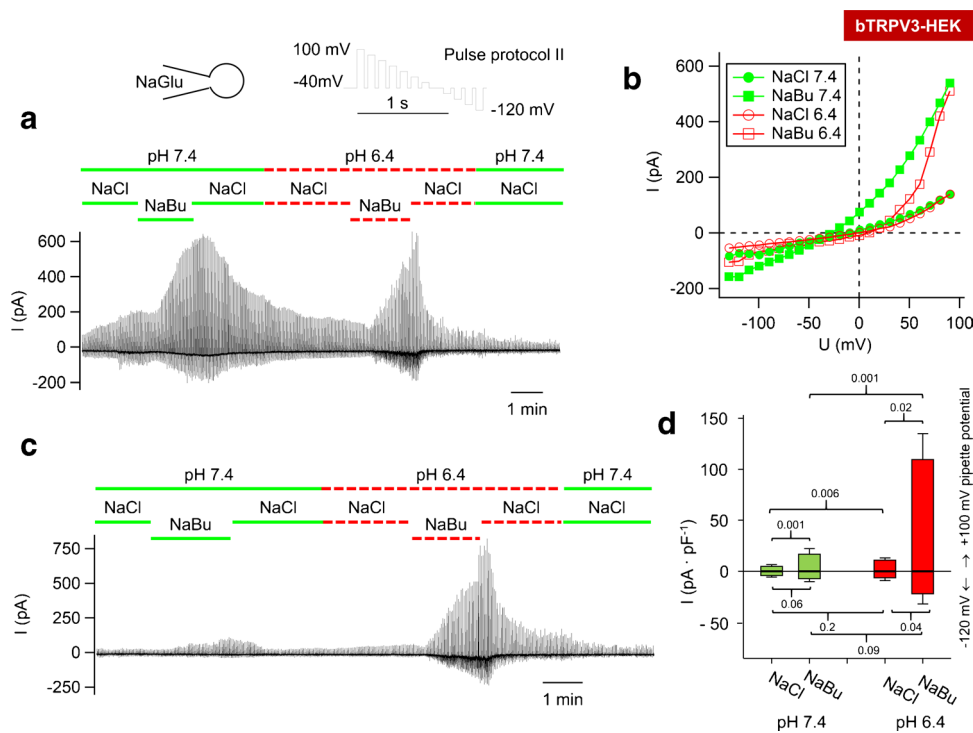 bTRPV3-HEK
NaGlu
100 mV
-40mV
-120 mV
1 s
Pulse protocol II
a
pH 7.4 pH 6.4 pH 7.4
NaCl NaCl NaCl NaCl NaCl
NaBu NaBu
I (pA)
600
400
200
0
-200
1 min
b
I (pA)
600
400
200
0
-200
NaCl 7.4
NaBu 7.4
NaCl 6.4
NaBu 6.4
-100 -50 0 50 100
U (mV)
c
pH 7.4 pH 6.4 pH 7.4
NaCl NaCl NaCl NaCl NaCl
NaBu NaBu
I (pA)
750
500
250
0
-250
1 min
d
I (pA · pF⁻¹)
150
100
50
0
- 50
0.001
0.02
0.006
0.001
0.06
0.2
0.04
0.09
NaCl NaBu NaCl NaBu
pH 7.4 pH 6.4
-120 mV ← → +100 mV pipette potential